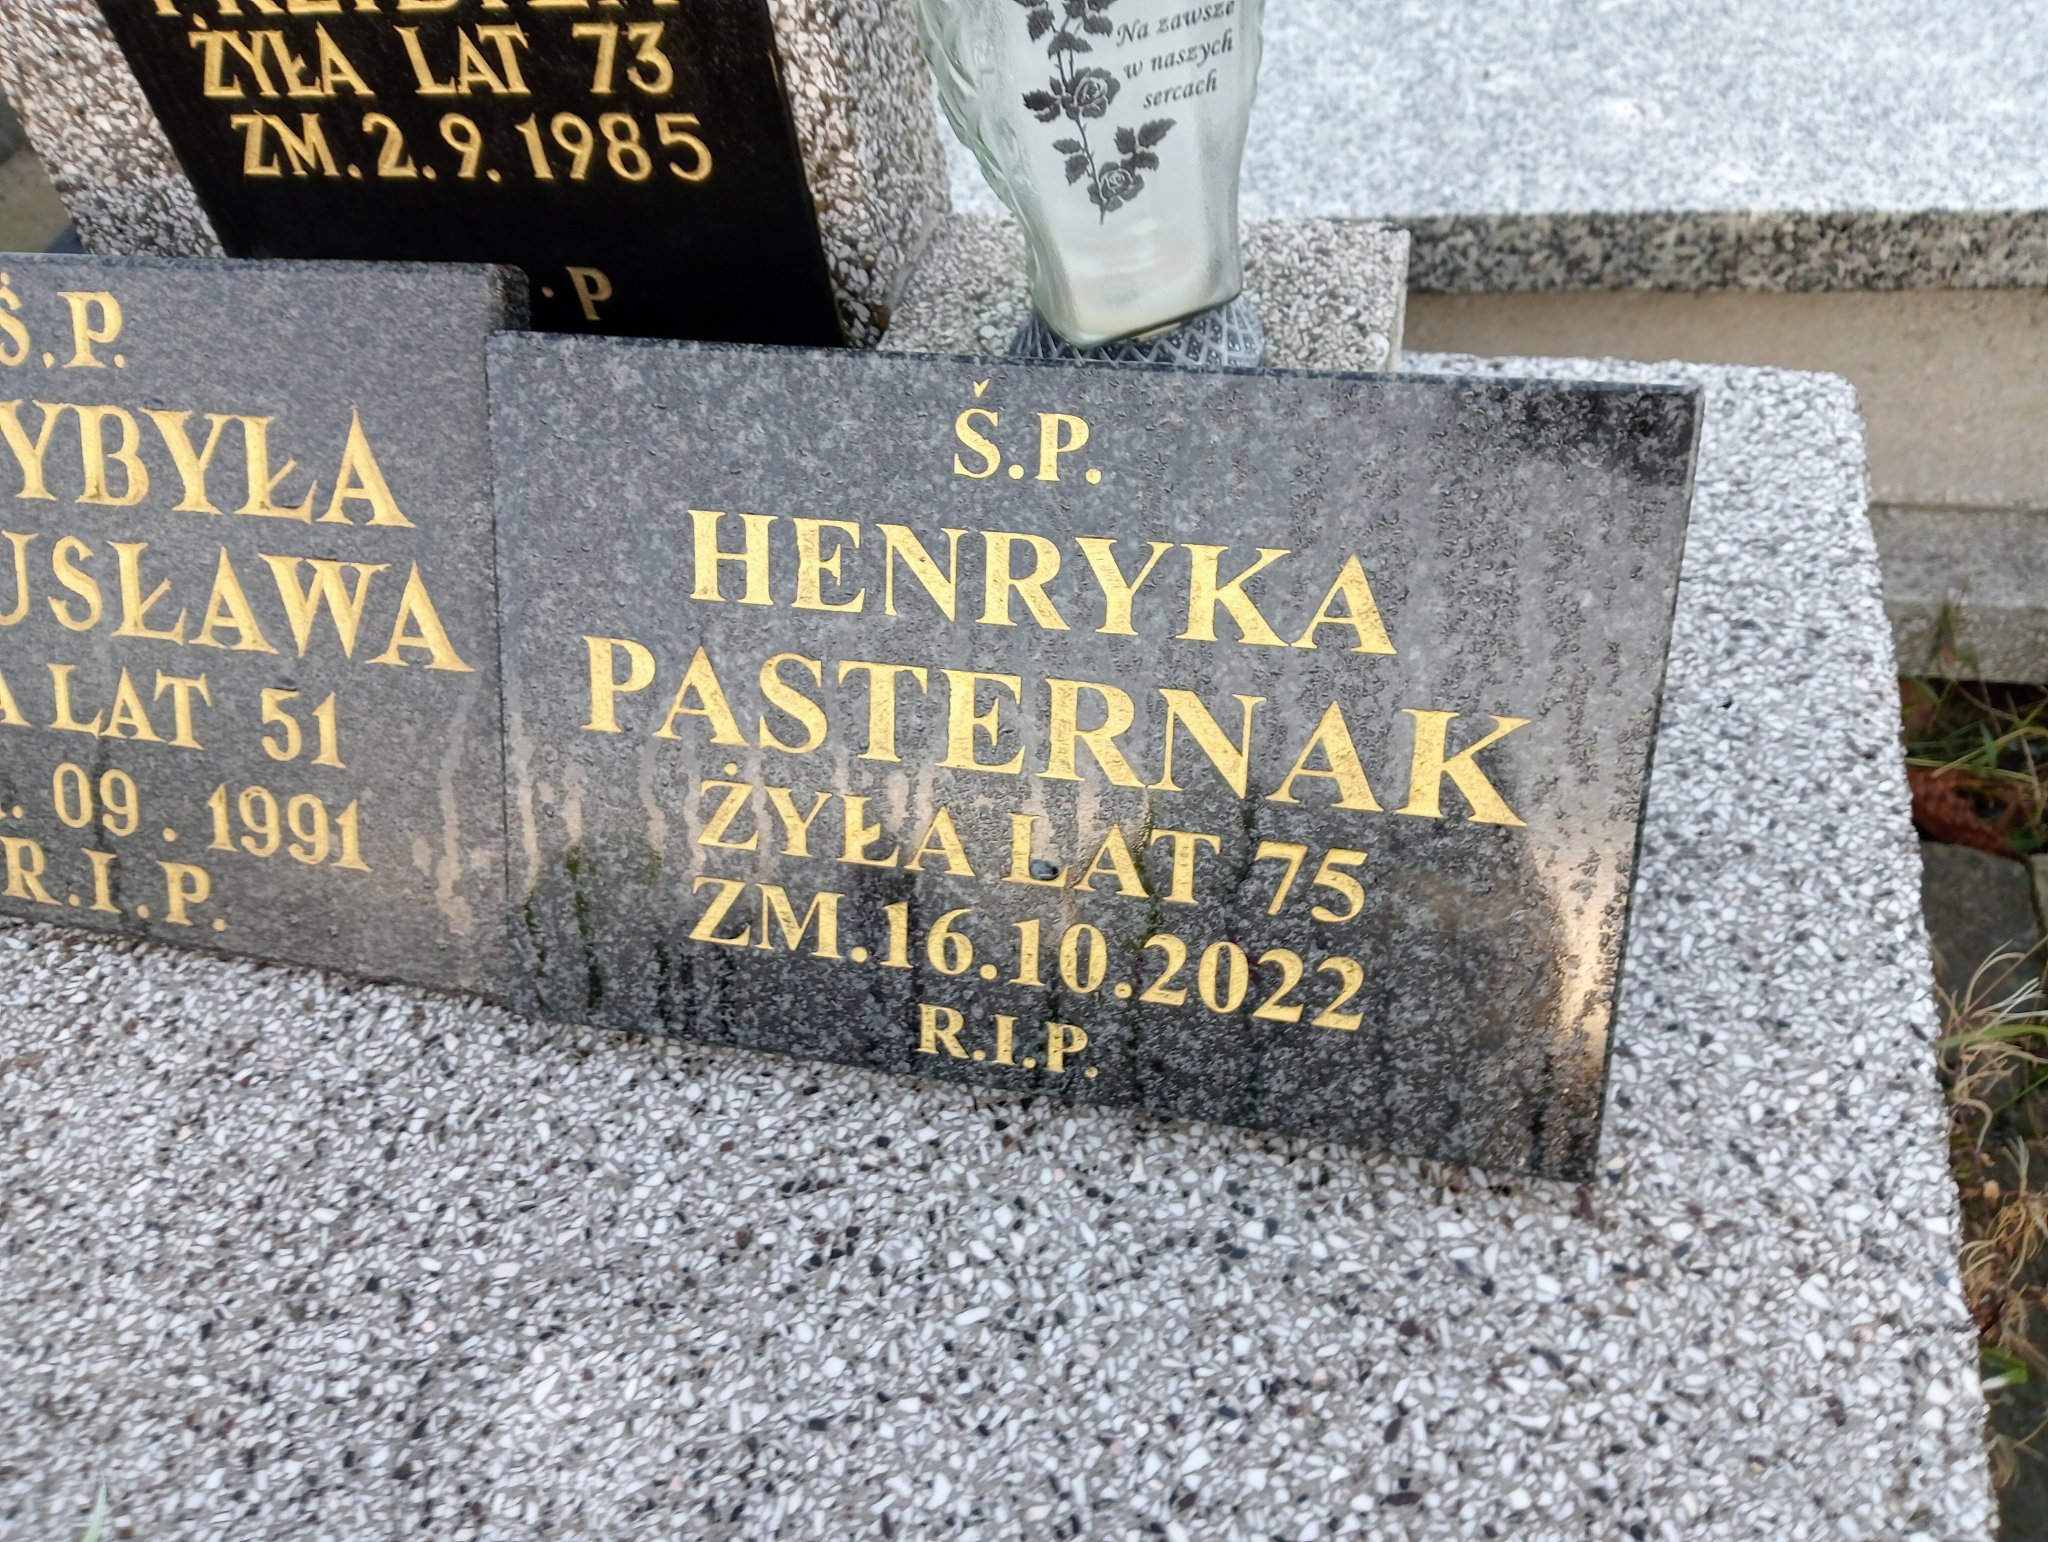 ŻYŁA LAT 73
ZM. 2. 9. 1985
. P
Na zawsze
w naszych
sercach
Ś.P.
YBYŁA
USŁAWA
A LAT 51
. 09 . 1991
R.I.P.
Š.P.
HENRYKA
PASTERNAK
ŻYŁA LAT 75
ZM.16.10.2022
R.I.P.